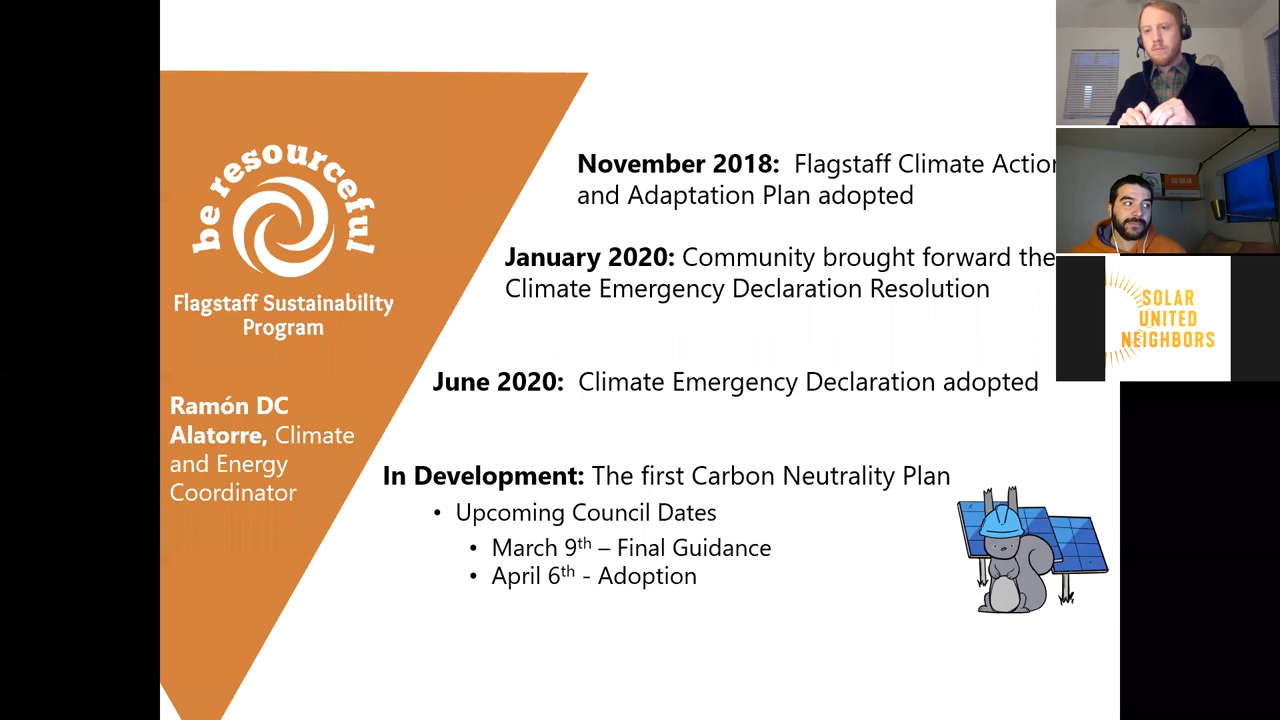 be resourceful
Flagstaff Sustainability
Program
Ramón DC
Alatorre, Climate
and Energy
Coordinator
November 2018: Flagstaff Climate Action
and Adaptation Plan adopted
January 2020: Community brought forward the
Climate Emergency Declaration Resolution
June 2020: Climate Emergency Declaration adopted
In Development: The first Carbon Neutrality Plan
• Upcoming Council Dates
• March 9th – Final Guidance
• April 6th - Adoption
SOLAR
UNITED
NEIGHBORS